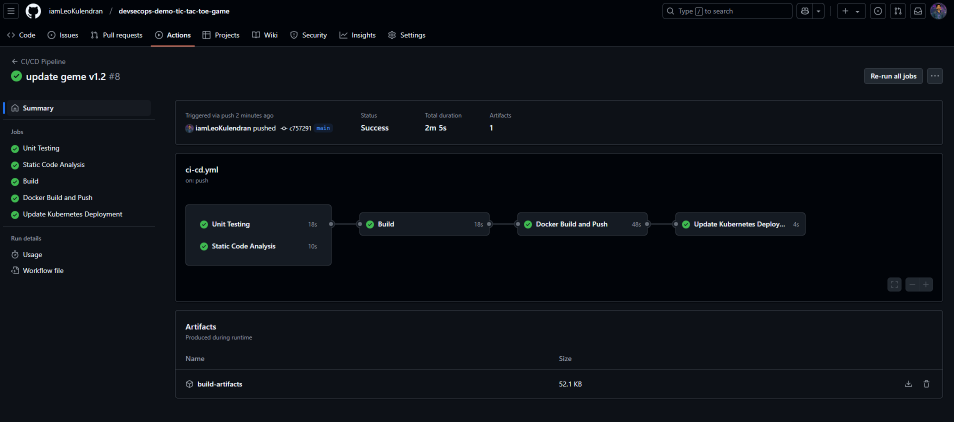 iamLeoKulendran / devsecops-demo-tic-tac-toe-game
Type / to search
Code Issues Pull requests Actions Projects Wiki Security Insights Settings
CI/CD Pipeline
update geme v1.2 #8
Re-run all jobs
Summary
Jobs
Unit Testing
Static Code Analysis
Build
Docker Build and Push
Update Kubernetes Deployment
Run details
Usage
Workflow file
Triggered via push 2 minutes ago
iamLeoKulendran pushed c757291 main
Status
Success
Total duration
2m 5s
Artifacts
1
ci-cd.yml
on: push
Unit Testing 18s
Static Code Analysis 10s
Build 18s
Docker Build and Push 48s
Update Kubernetes Deploy... 4s
Artifacts
Produced during runtime
Name Size
build-artifacts 52.1 KB